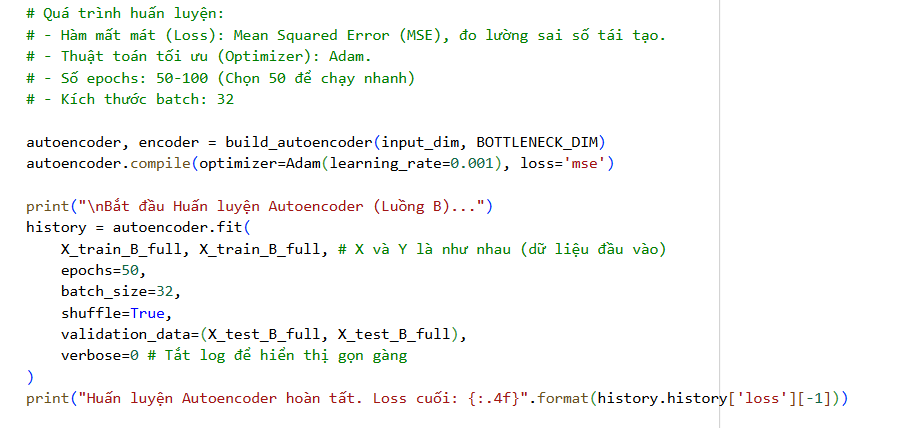 # Quá trình huấn luyện:
# - Hàm mất mát (Loss): Mean Squared Error (MSE), đo lường sai số tái tạo.
# - Thuật toán tối ưu (Optimizer): Adam.
# - Số epochs: 50-100 (Chọn 50 để chạy nhanh)
# - Kích thước batch: 32

autoencoder, encoder = build_autoencoder(input_dim, BOTTLENECK_DIM)
autoencoder.compile(optimizer=Adam(learning_rate=0.001), loss='mse')

print("\nBắt đầu Huấn luyện Autoencoder (Luồng B)...")
history = autoencoder.fit(
    X_train_B_full, X_train_B_full, # X và Y là như nhau (dữ liệu đầu vào)
    epochs=50,
    batch_size=32,
    shuffle=True,
    validation_data=(X_test_B_full, X_test_B_full),
    verbose=0 # Tắt log để hiển thị gọn gàng
)
print("Huấn luyện Autoencoder hoàn tất. Loss cuối: {:.4f}".format(history.history['loss'][-1]))